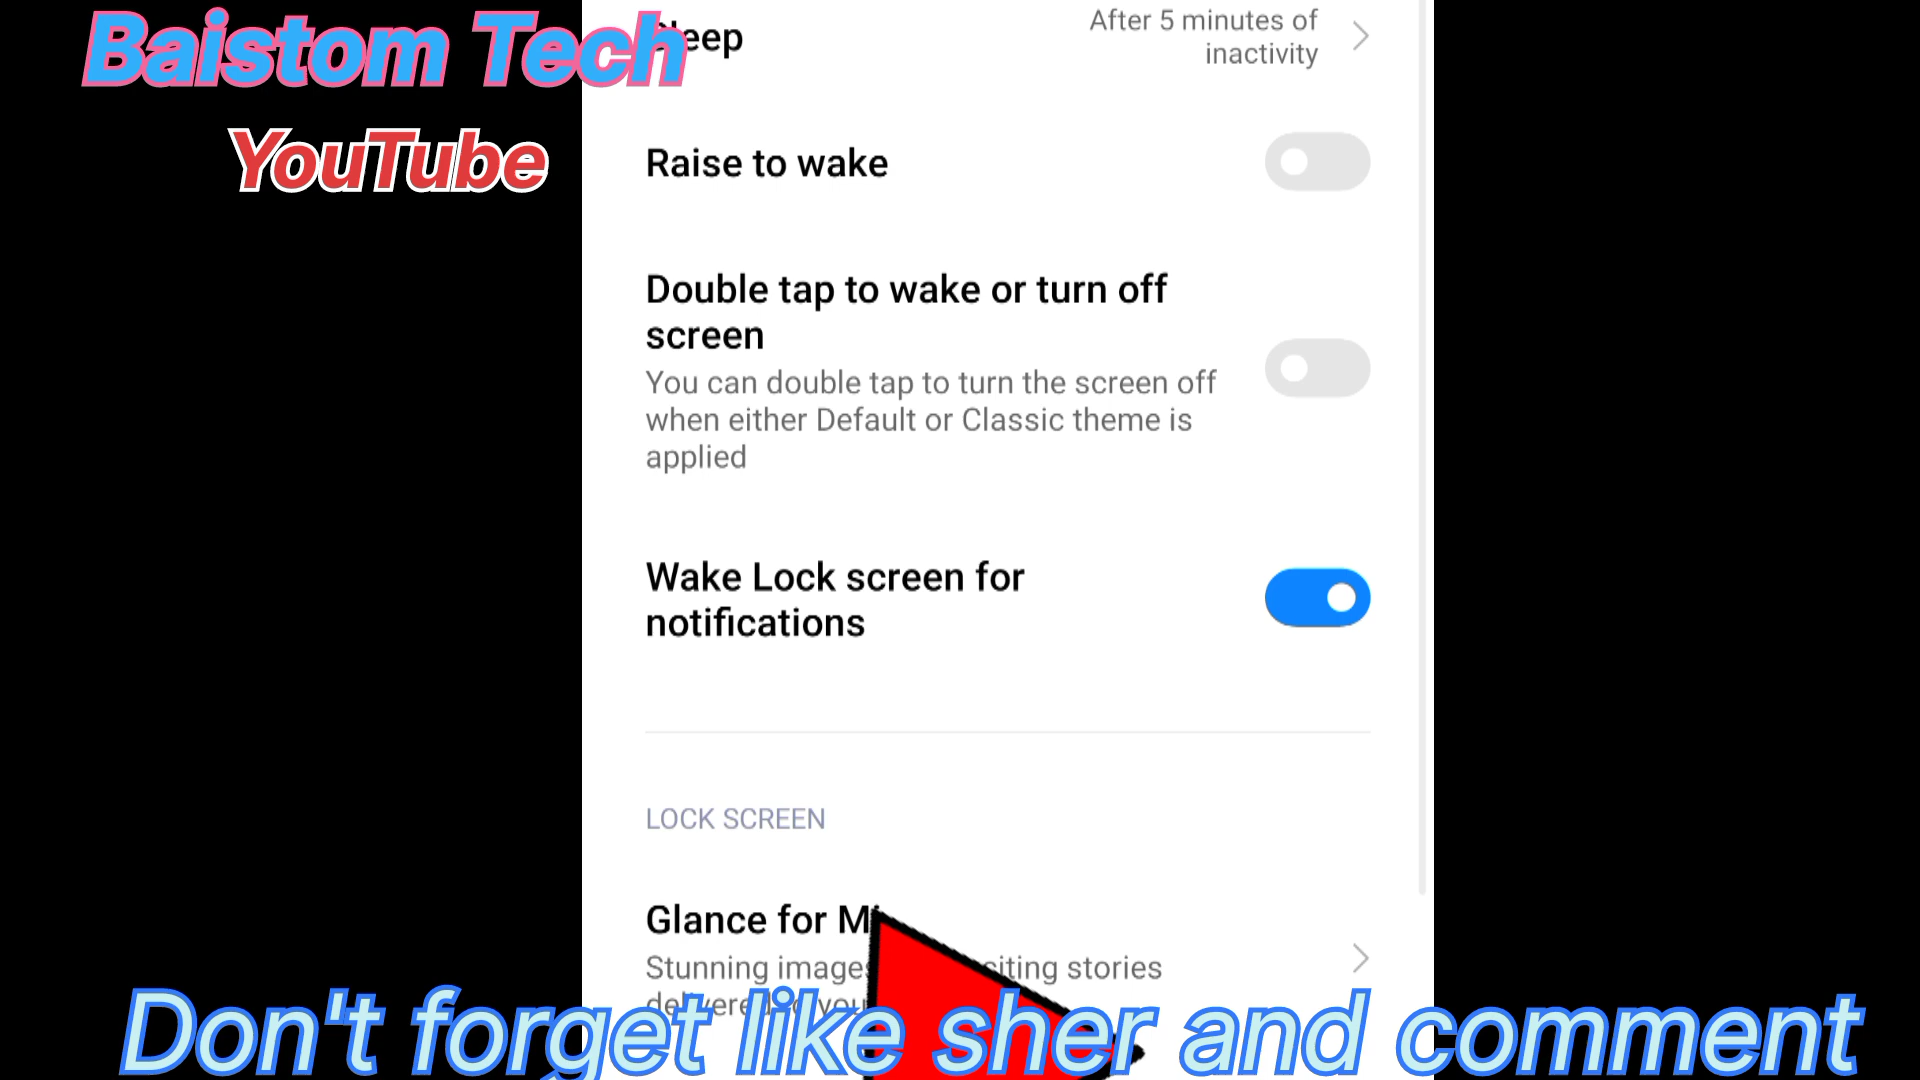 Baistom Tech
YouTube
After 5 minutes of
inactivity
Raise to wake
Double tap to wake or turn off
screen
You can double tap to turn the screen off
when either Default or Classic theme is
applied
Wake Lock screen for
notifications
LOCK SCREEN
Glance for Mi
Stunning images stories
Don't forget like sher and comment